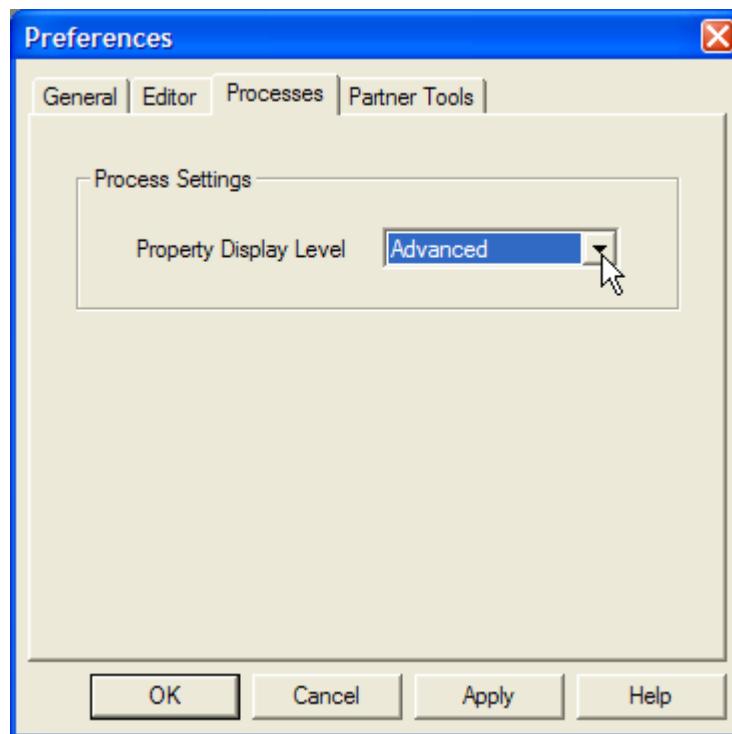 Preferences
General Editor Processes Partner Tools
Process Settings
Property Display Level Advanced
OK Cancel Apply Help